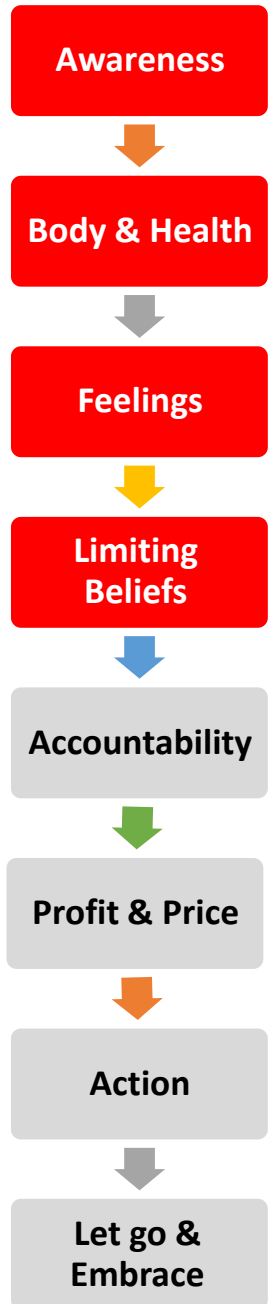 Awareness
Body & Health
Feelings
Limiting
Beliefs
Accountability
Profit & Price
Action
Let go &
Embrace